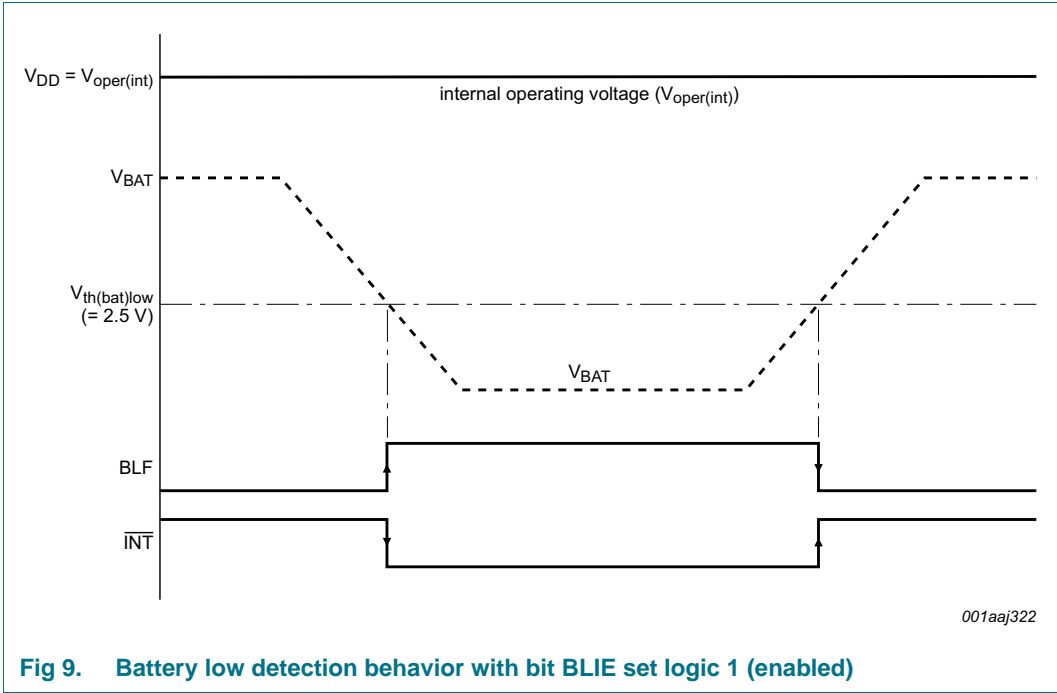 VDD = Voper(int)
internal operating voltage (Voper(int))
VBAT
Vth(bat)low
(= 2.5 V)
VBAT
BLF
INT
001aaj322
Fig 9. Battery low detection behavior with bit BLIE set logic 1 (enabled)